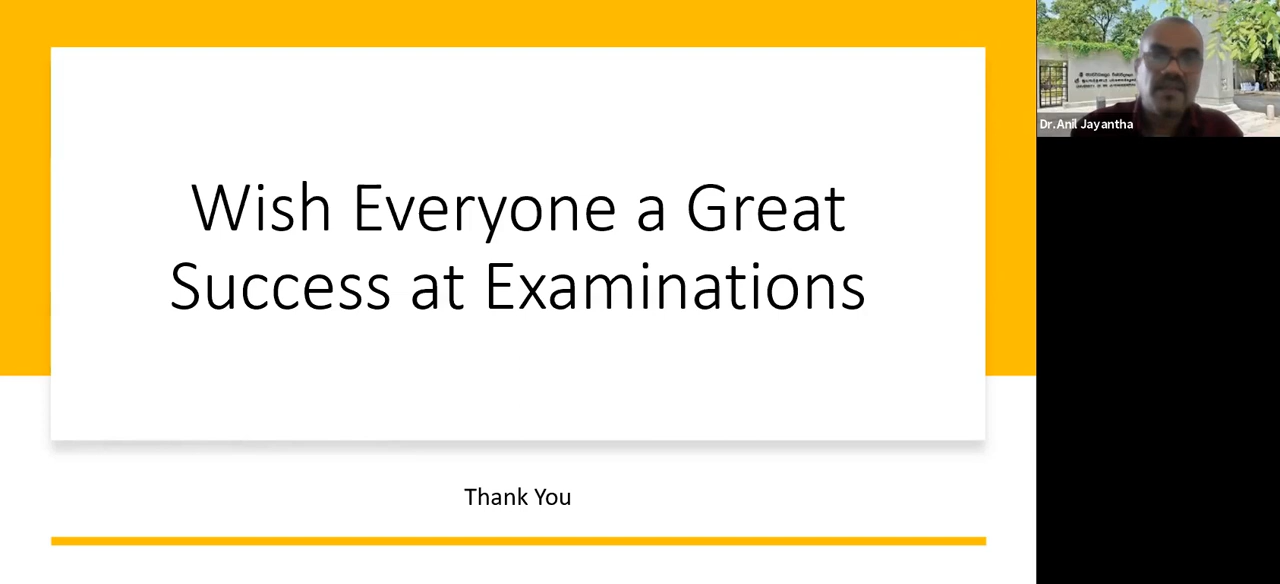 Wish Everyone a Great
Success at Examinations
Thank You
Dr.Anil Jayantha